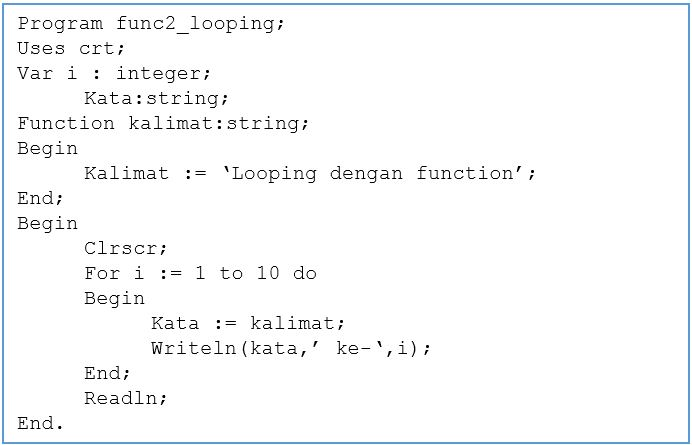 Program func2_looping;
Uses crt;
Var i : integer;
Kata:string;
Function kalimat:string;
Begin
Kalimat := ‘Looping dengan function’;
End;
Begin
Clrscr;
For i := 1 to 10 do
Begin
Kata := kalimat;
Writeln(kata,’ ke-‘,i);
End;
Readln;
End.